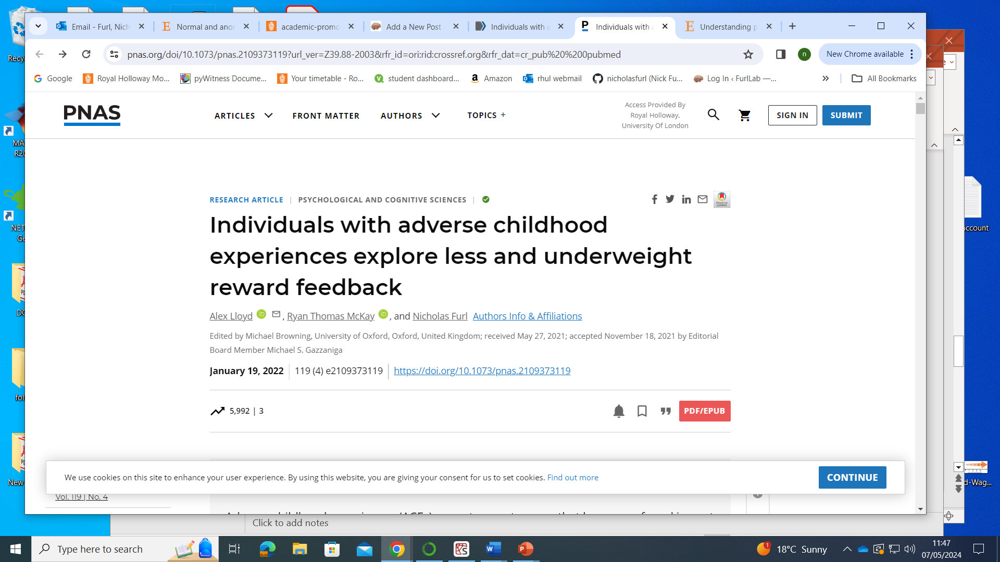 Email - Furl, Nich
Normal and anor
academic-promo
Add a New Post
Individuals with a
Individuals with a
Understanding p
pnas.org/doi/10.1073/pnas.2109373119?url_ver=Z39.88-2003&rfr_id=ori:rid:crossref.org&rfr_dat=cr_pub%20%200pubmed
n
New Chrome available
Google
Royal Holloway Mo...
pyWitness Docume...
Your timetable - Ro...
student dashboard...
Amazon
rhul webmail
nicholasfurl (Nick Fu...
Log In ‹ FurlLab —...
All Bookmarks
PNAS
ARTICLES
FRONT MATTER
AUTHORS
TOPICS +
Access Provided By
Royal Holloway,
University Of London
SIGN IN
SUBMIT
RESEARCH ARTICLE | PSYCHOLOGICAL AND COGNITIVE SCIENCES |
Individuals with adverse childhood
experiences explore less and underweight
reward feedback
Alex Lloyd, Ryan Thomas McKay, and Nicholas Furl Authors Info & Affiliations
Edited by Michael Browning, University of Oxford, Oxford, United Kingdom; received May 27, 2021; accepted November 18, 2021 by Editorial
Board Member Michael S. Gazzaniga
January 19, 2022 119 (4) e2109373119 https://doi.org/10.1073/pnas.2109373119
5,992 | 3
PDF/EPUB
We use cookies on this site to enhance your user experience. By using this website, you are giving your consent for us to set cookies. Find out more
CONTINUE
Vol. 119 | No. 4
Click to add notes
Recy
MA
R20
NET
Ge
DC
fol
New
ccount
d-Wag...
Type here to search
1
18°C Sunny
11:47
07/05/2024